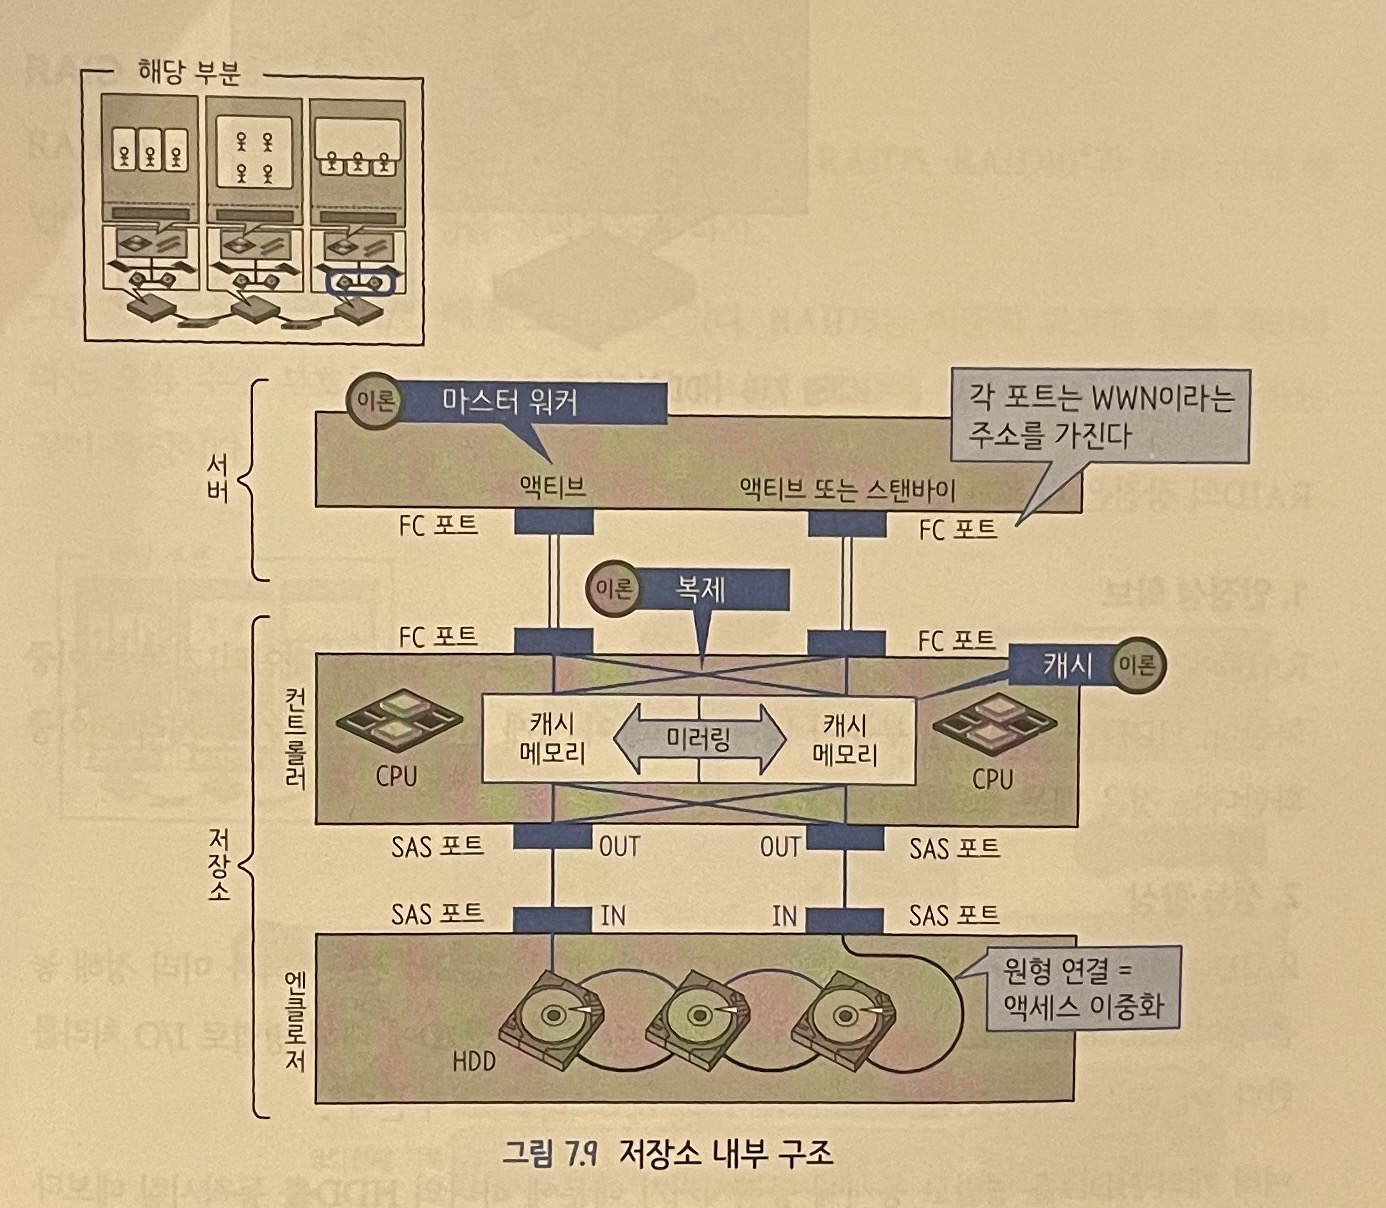 해당 부분
이론 마스터 워커
각 포트는 WWN이라는
주소를 가진다
서버
액티브
액티브 또는 스탠바이
FC 포트
FC 포트
이론 복제
FC 포트
FC 포트
캐시 이론
컨트롤러
캐시
메모리
미러링
캐시
메모리
CPU
CPU
저장소
SAS 포트
OUT
OUT
SAS 포트
SAS 포트
IN
IN
SAS 포트
엔클로저
원형 연결 =
액세스 이중화
HDD
그림 7.9 저장소 내부 구조